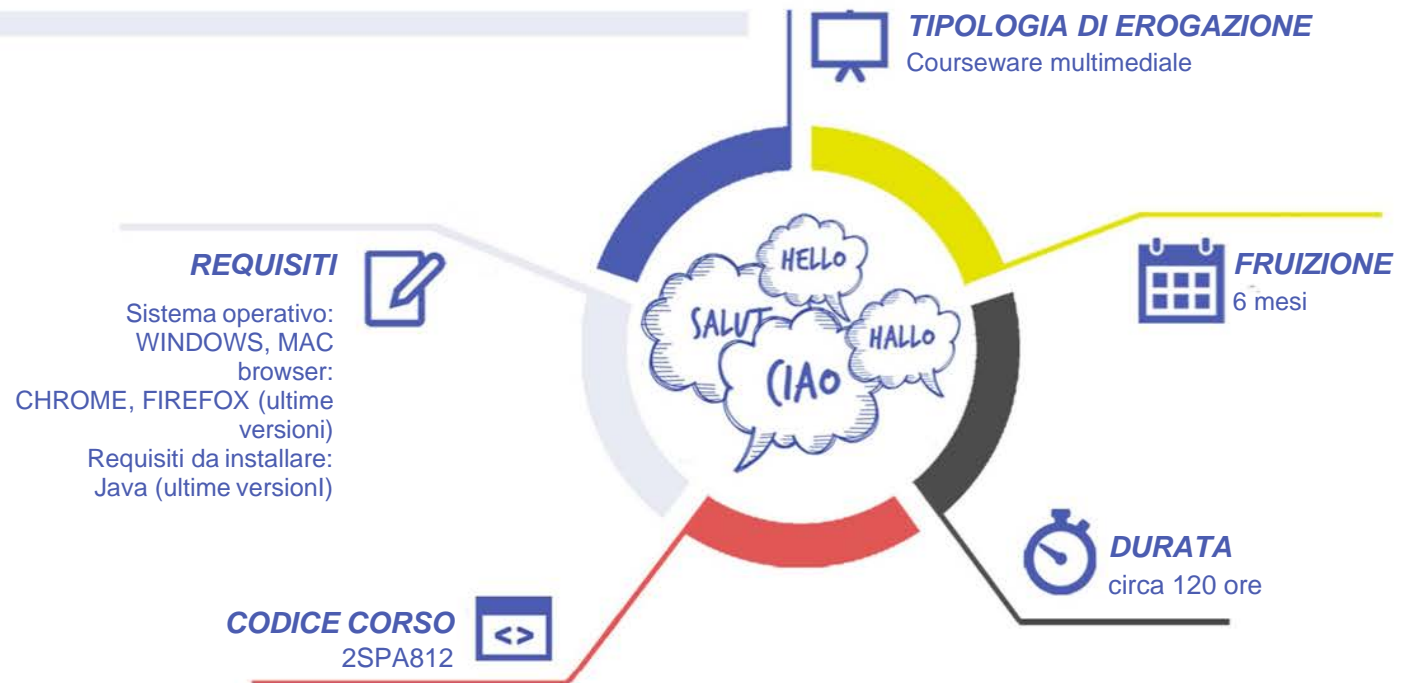 TIPOLOGIA DI EROGAZIONE
Courseware multimediale
FRUIZIONE
6 mesi
REQUISITI
Sistema operativo:
WINDOWS, MAC
browser:
CHROME, FIREFOX (ultime
versioni)
Requisiti da installare:
Java (ultime versionI)
HELLO
SALUT
HALLO
CIAO
DURATA
circa 120 ore
CODICE CORSO
<>
2SPA812